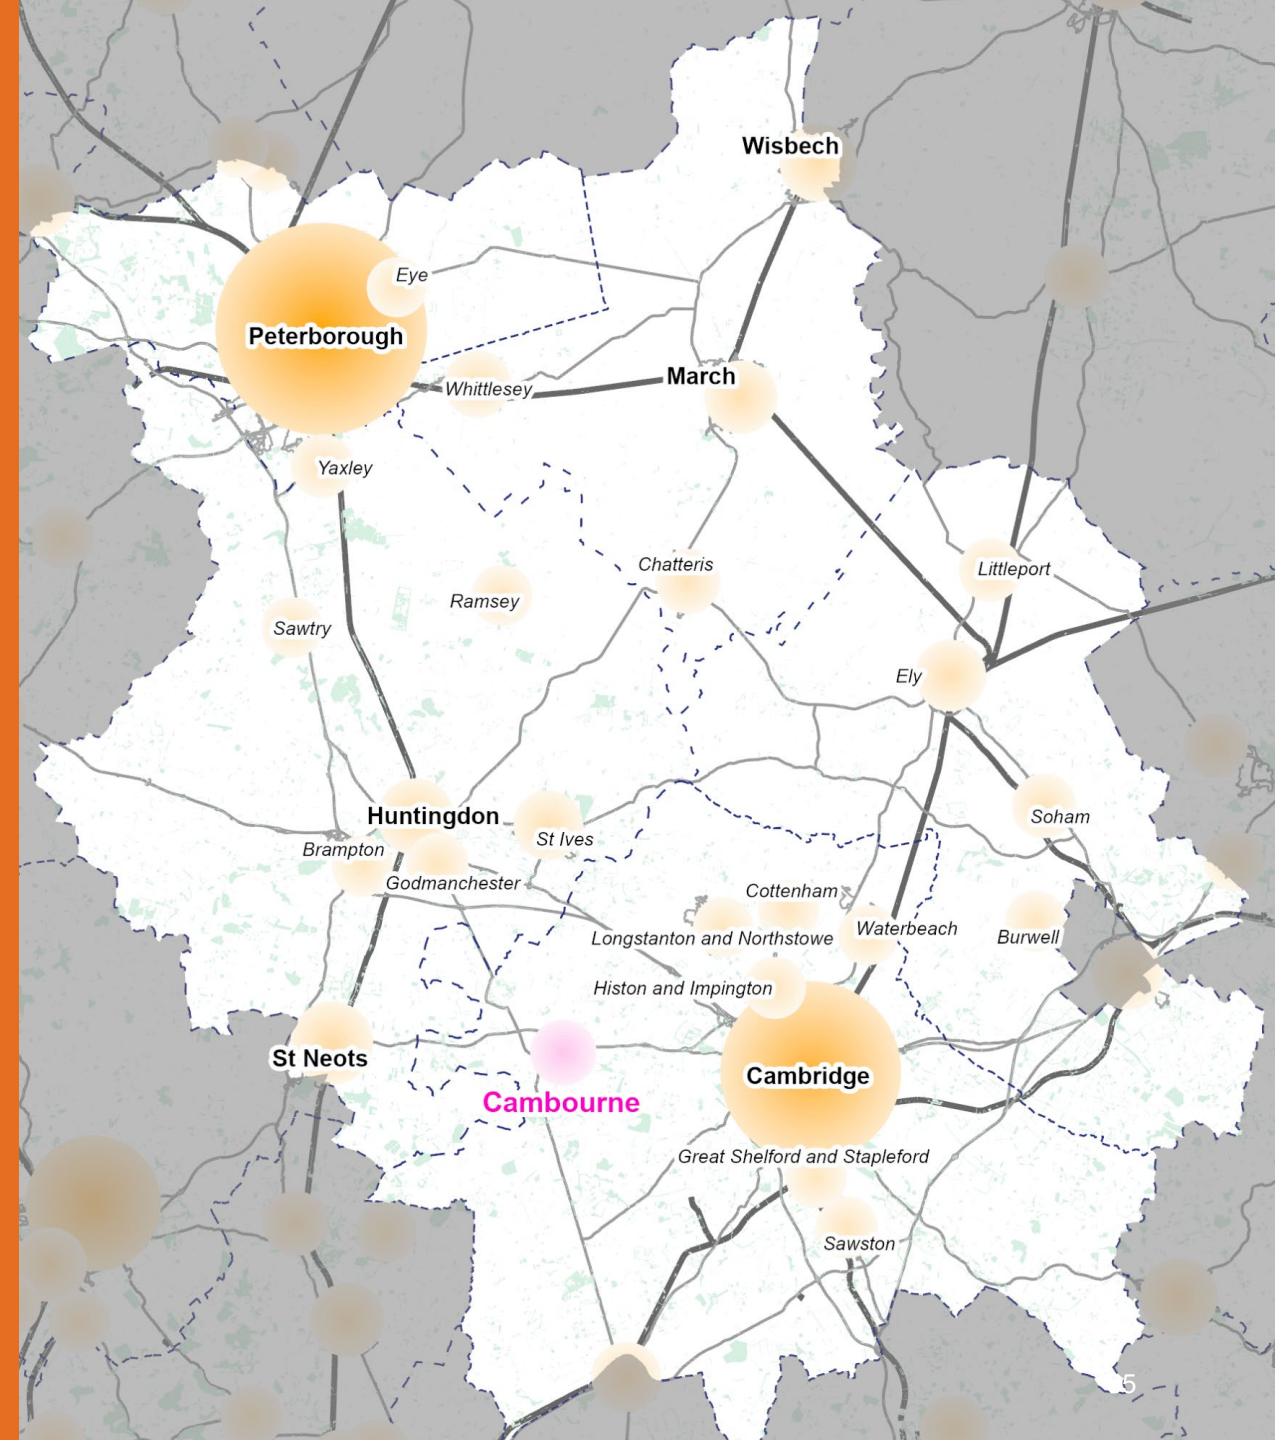 Wisbech
Eye
Peterborough
March
Whittlesey
Yaxley
Chatteris
Littleport
Ramsey
Sawtry
Ely
Huntingdon
Soham
St Ives
Brampton
Godmanchester
Cottenham
Waterbeach
Longstanton and Northstowe
Burwell
Histon and Impington
St Neots
Cambridge
Cambourne
Great Shelford and Stapleford
Sawston
5